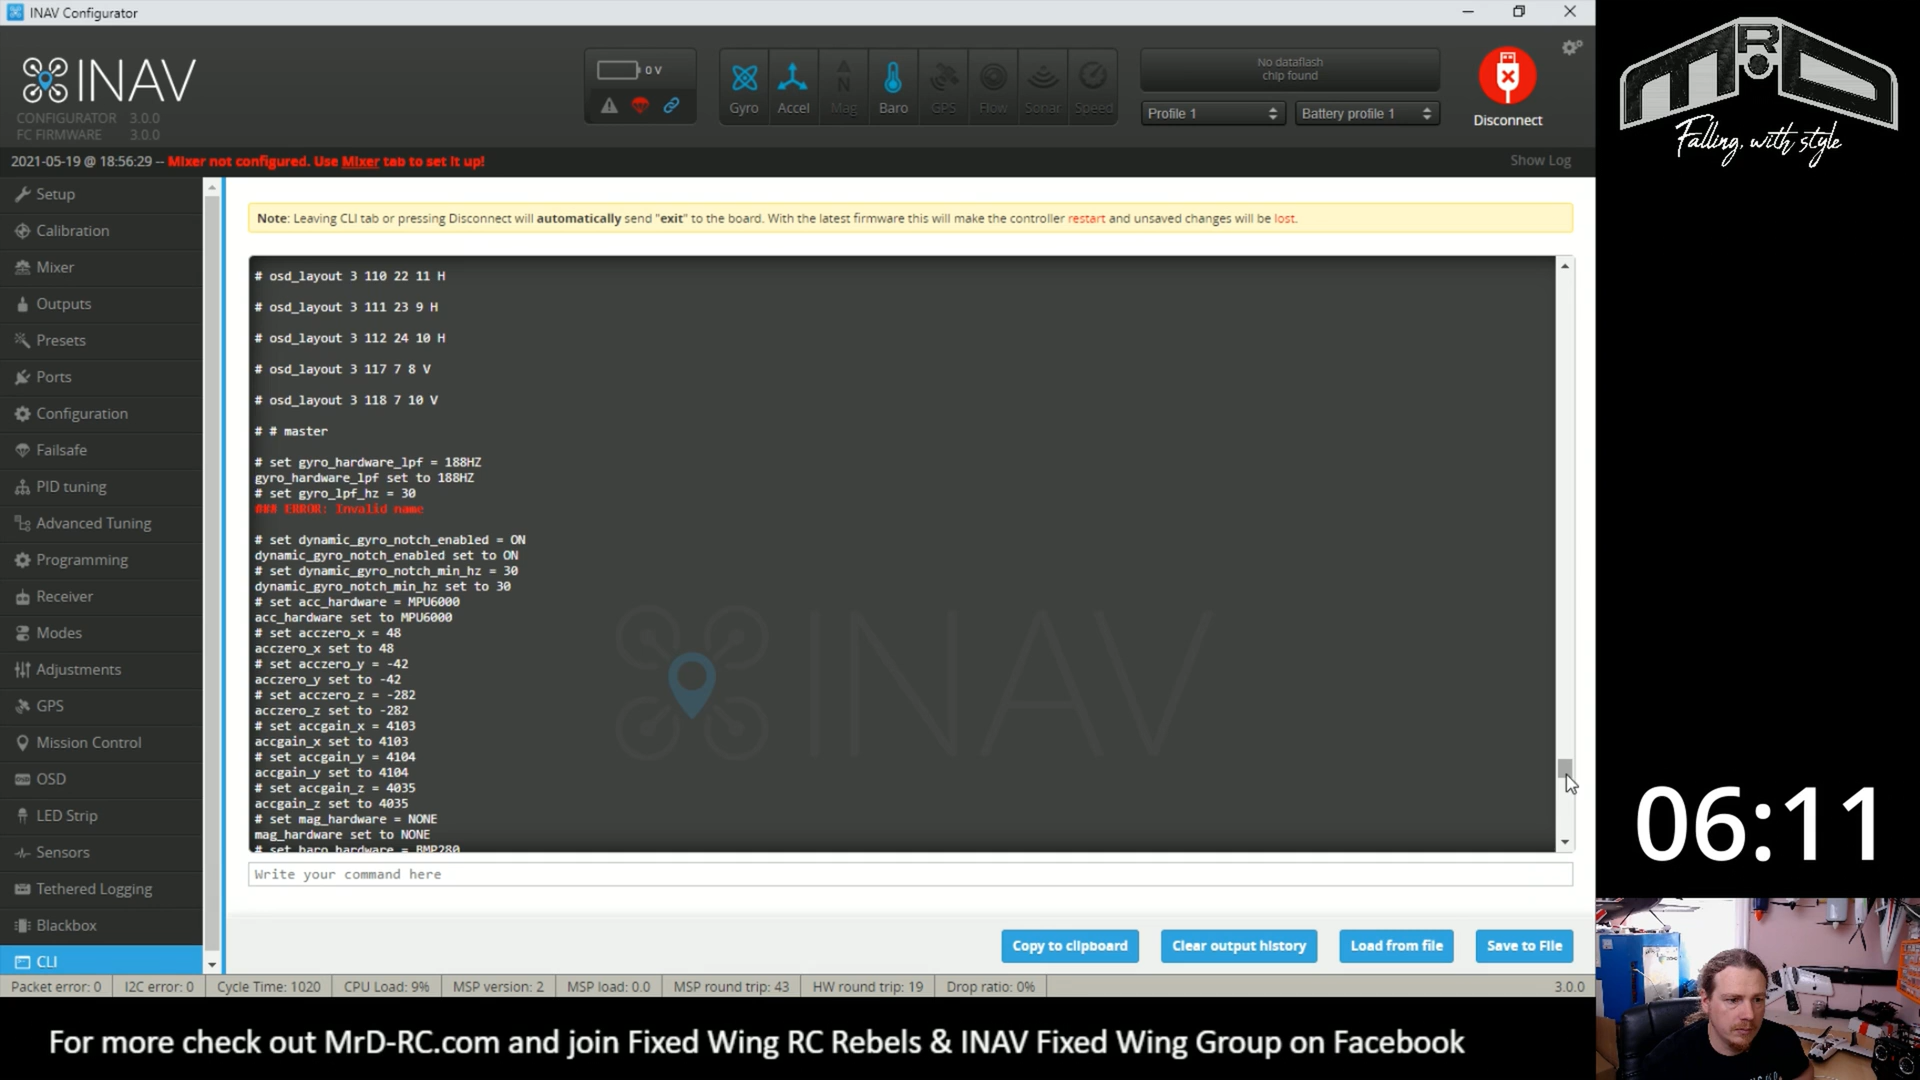 INAV Configurator
INAV
CONFIGURATOR 3.0.0
FC FIRMWARE 3.0.0
0 V
Gyro
Accel
Mag
Baro
GPS
Flow
Sonar
Speed
No dataflash
chip found
Profile 1
Battery profile 1
Disconnect
2021-05-19 @ 18:56:29 -- Mixer not configured. Use Mixer tab to set it up!
Show Log
Setup
Calibration
Mixer
Outputs
Presets
Ports
Configuration
Failsafe
PID tuning
Advanced Tuning
Programming
Receiver
Modes
Adjustments
GPS
Mission Control
OSD
LED Strip
Sensors
Tethered Logging
Blackbox
CLI
Note: Leaving CLI tab or pressing Disconnect will automatically send "exit" to the board. With the latest firmware this will make the controller restart and unsaved changes will be lost.
# osd_layout 3 110 22 11 H
# osd_layout 3 111 23 9 H
# osd_layout 3 112 24 10 H
# osd_layout 3 117 7 8 V
# osd_layout 3 118 7 10 V
# # master
# set gyro_hardware_lpf = 188HZ
gyro_hardware_lpf set to 188HZ
# set gyro_lpf_hz = 30
### ERROR: Invalid name
# set dynamic_gyro_notch_enabled = ON
dynamic_gyro_notch_enabled set to ON
# set dynamic_gyro_notch_min_hz = 30
dynamic_gyro_notch_min_hz set to 30
# set acc_hardware = MPU6000
acc_hardware set to MPU6000
# set acczero_x = 48
acczero_x set to 48
# set acczero_y = -42
acczero_y set to -42
# set acczero_z = -282
acczero_z set to -282
# set accgain_x = 4103
accgain_x set to 4103
# set accgain_y = 4104
accgain_y set to 4104
# set accgain_z = 4035
accgain_z set to 4035
# set mag_hardware = NONE
mag_hardware set to NONE
# set baro_hardware = BMP280
INAV
Write your command here
Copy to clipboard
Clear output history
Load from file
Save to File
Packet error: 0
I2C error: 0
Cycle Time: 1020
CPU Load: 9%
MSP version: 2
MSP load: 0.0
MSP round trip: 43
HW round trip: 19
Drop ratio: 0%
3.0.0
MRD
Falling, with style
06:11
For more check out MrD-RC.com and join Fixed Wing RC Rebels & INAV Fixed Wing Group on Facebook